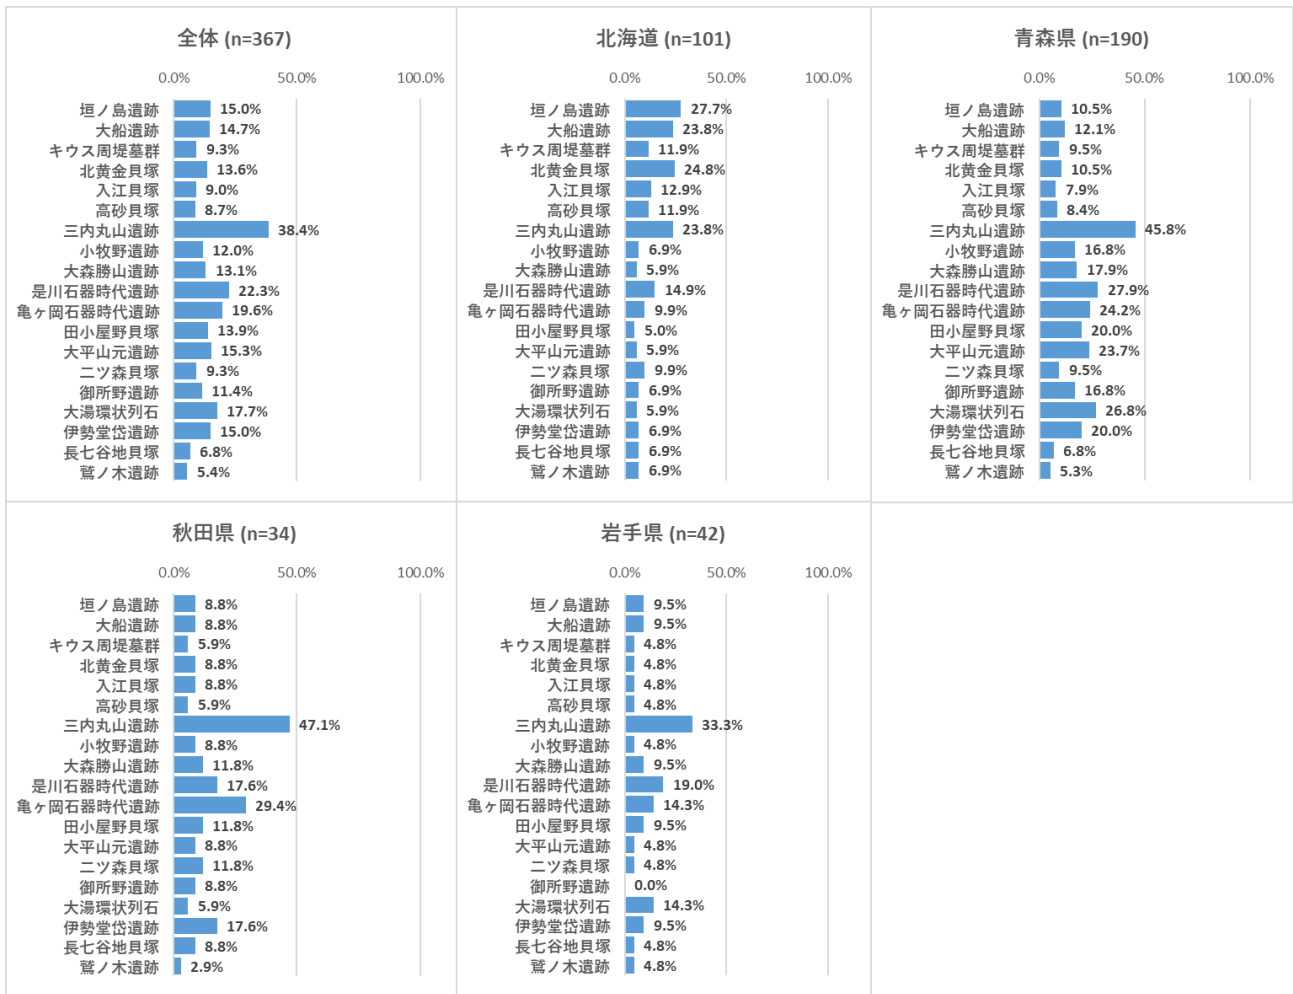 全体 (n=367)
0.0% 50.0% 100.0%
垣ノ島遺跡 15.0%
大船遺跡 14.7%
キウス周堤墓群 9.3%
北黄金貝塚 13.6%
入江貝塚 9.0%
高砂貝塚 8.7%
三内丸山遺跡 38.4%
小牧野遺跡 12.0%
大森勝山遺跡 13.1%
是川石器時代遺跡 22.3%
亀ヶ岡石器時代遺跡 19.6%
田小屋野貝塚 13.9%
大平山元遺跡 15.3%
二ツ森貝塚 9.3%
御所野遺跡 11.4%
大湯環状列石 17.7%
伊勢堂岱遺跡 15.0%
長七谷地貝塚 6.8%
鷲ノ木遺跡 5.4%
北海道 (n=101)
0.0% 50.0% 100.0%
垣ノ島遺跡 27.7%
大船遺跡 23.8%
キウス周堤墓群 11.9%
北黄金貝塚 24.8%
入江貝塚 12.9%
高砂貝塚 11.9%
三内丸山遺跡 23.8%
小牧野遺跡 6.9%
大森勝山遺跡 5.9%
是川石器時代遺跡 14.9%
亀ヶ岡石器時代遺跡 9.9%
田小屋野貝塚 5.0%
大平山元遺跡 5.9%
二ツ森貝塚 9.9%
御所野遺跡 6.9%
大湯環状列石 5.9%
伊勢堂岱遺跡 6.9%
長七谷地貝塚 6.9%
鷲ノ木遺跡 6.9%
青森県 (n=190)
0.0% 50.0% 100.0%
垣ノ島遺跡 10.5%
大船遺跡 12.1%
キウス周堤墓群 9.5%
北黄金貝塚 10.5%
入江貝塚 7.9%
高砂貝塚 8.4%
三内丸山遺跡 45.8%
小牧野遺跡 16.8%
大森勝山遺跡 17.9%
是川石器時代遺跡 27.9%
亀ヶ岡石器時代遺跡 24.2%
田小屋野貝塚 20.0%
大平山元遺跡 23.7%
二ツ森貝塚 9.5%
御所野遺跡 16.8%
大湯環状列石 26.8%
伊勢堂岱遺跡 20.0%
長七谷地貝塚 6.8%
鷲ノ木遺跡 5.3%
秋田県 (n=34)
0.0% 50.0% 100.0%
垣ノ島遺跡 8.8%
大船遺跡 8.8%
キウス周堤墓群 5.9%
北黄金貝塚 8.8%
入江貝塚 8.8%
高砂貝塚 5.9%
三内丸山遺跡 47.1%
小牧野遺跡 8.8%
大森勝山遺跡 11.8%
是川石器時代遺跡 17.6%
亀ヶ岡石器時代遺跡 29.4%
田小屋野貝塚 11.8%
大平山元遺跡 8.8%
二ツ森貝塚 11.8%
御所野遺跡 8.8%
大湯環状列石 5.9%
伊勢堂岱遺跡 17.6%
長七谷地貝塚 8.8%
鷲ノ木遺跡 2.9%
岩手県 (n=42)
0.0% 50.0% 100.0%
垣ノ島遺跡 9.5%
大船遺跡 9.5%
キウス周堤墓群 4.8%
北黄金貝塚 4.8%
入江貝塚 4.8%
高砂貝塚 4.8%
三内丸山遺跡 33.3%
小牧野遺跡 4.8%
大森勝山遺跡 9.5%
是川石器時代遺跡 19.0%
亀ヶ岡石器時代遺跡 14.3%
田小屋野貝塚 9.5%
大平山元遺跡 4.8%
二ツ森貝塚 4.8%
御所野遺跡 0.0%
大湯環状列石 14.3%
伊勢堂岱遺跡 9.5%
長七谷地貝塚 4.8%
鷲ノ木遺跡 4.8%